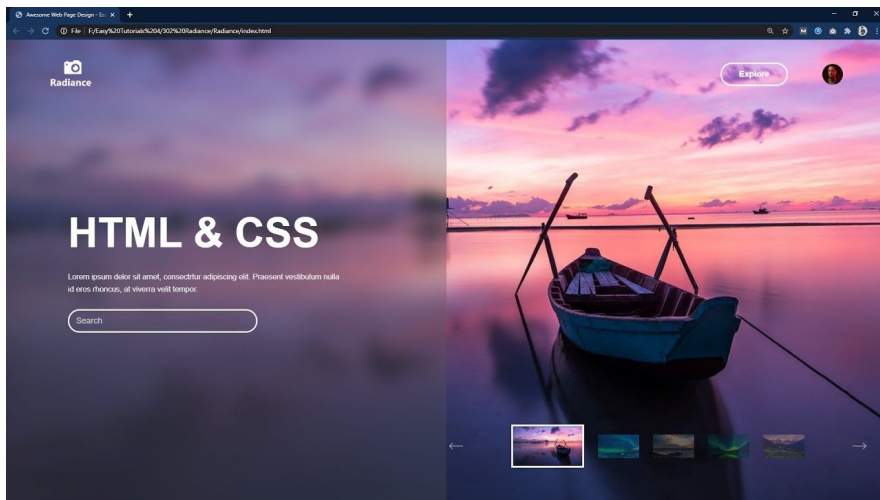 Awesome Web Page Design - Ea
File | F:/Easy%20Tutorials%204/302%20Radiance/Radiance/index.html
Radiance
Explore
HTML & CSS
Lorem ipsum delor sit amet, consectrtur adipiscing elit. Praesent vestibulum nulla
id eros rhoncus, at viverra velit tempor.
Search